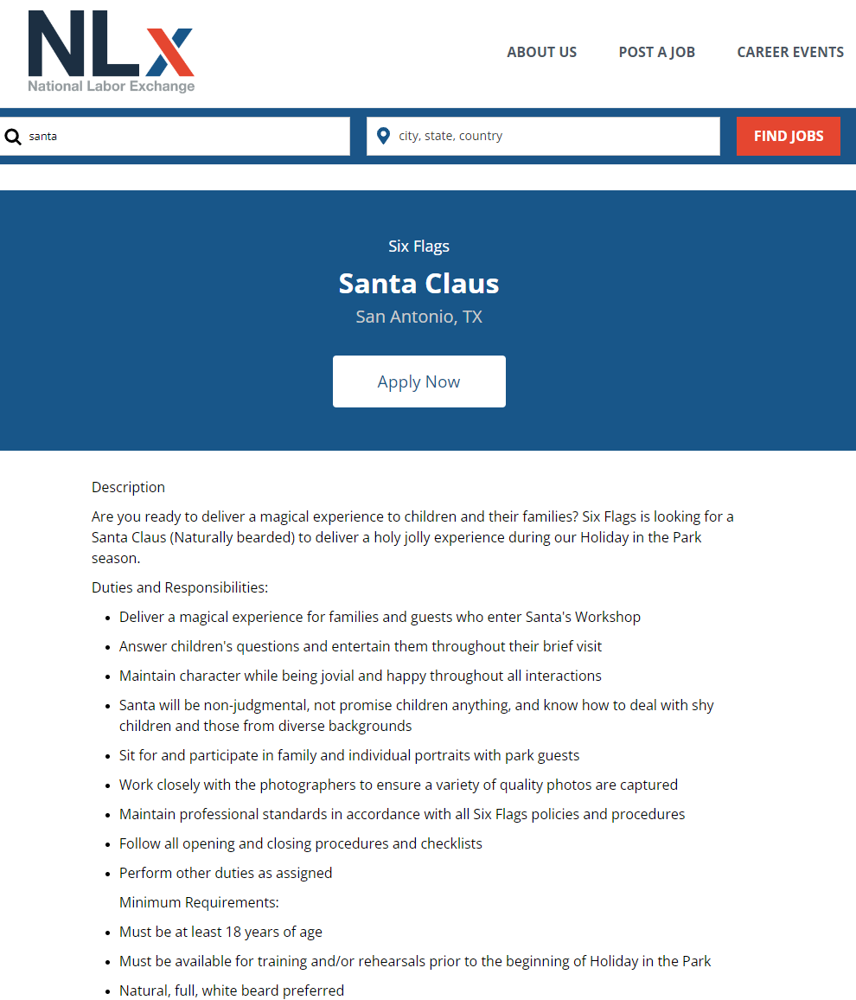 NLx
National Labor Exchange
ABOUT US
POST A JOB
CAREER EVENTS
santa
city, state, country
FIND JOBS
Six Flags
Santa Claus
San Antonio, TX
Apply Now
Description
Are you ready to deliver a magical experience to children and their families? Six Flags is looking for a
Santa Claus (Naturally bearded) to deliver a holy jolly experience during our Holiday in the Park
season.
Duties and Responsibilities:
• Deliver a magical experience for families and guests who enter Santa's Workshop
• Answer children's questions and entertain them throughout their brief visit
• Maintain character while being jovial and happy throughout all interactions
• Santa will be non-judgmental, not promise children anything, and know how to deal with shy
children and those from diverse backgrounds
• Sit for and participate in family and individual portraits with park guests
• Work closely with the photographers to ensure a variety of quality photos are captured
• Maintain professional standards in accordance with all Six Flags policies and procedures
• Follow all opening and closing procedures and checklists
• Perform other duties as assigned
Minimum Requirements:
• Must be at least 18 years of age
• Must be available for training and/or rehearsals prior to the beginning of Holiday in the Park
• Natural, full, white beard preferred